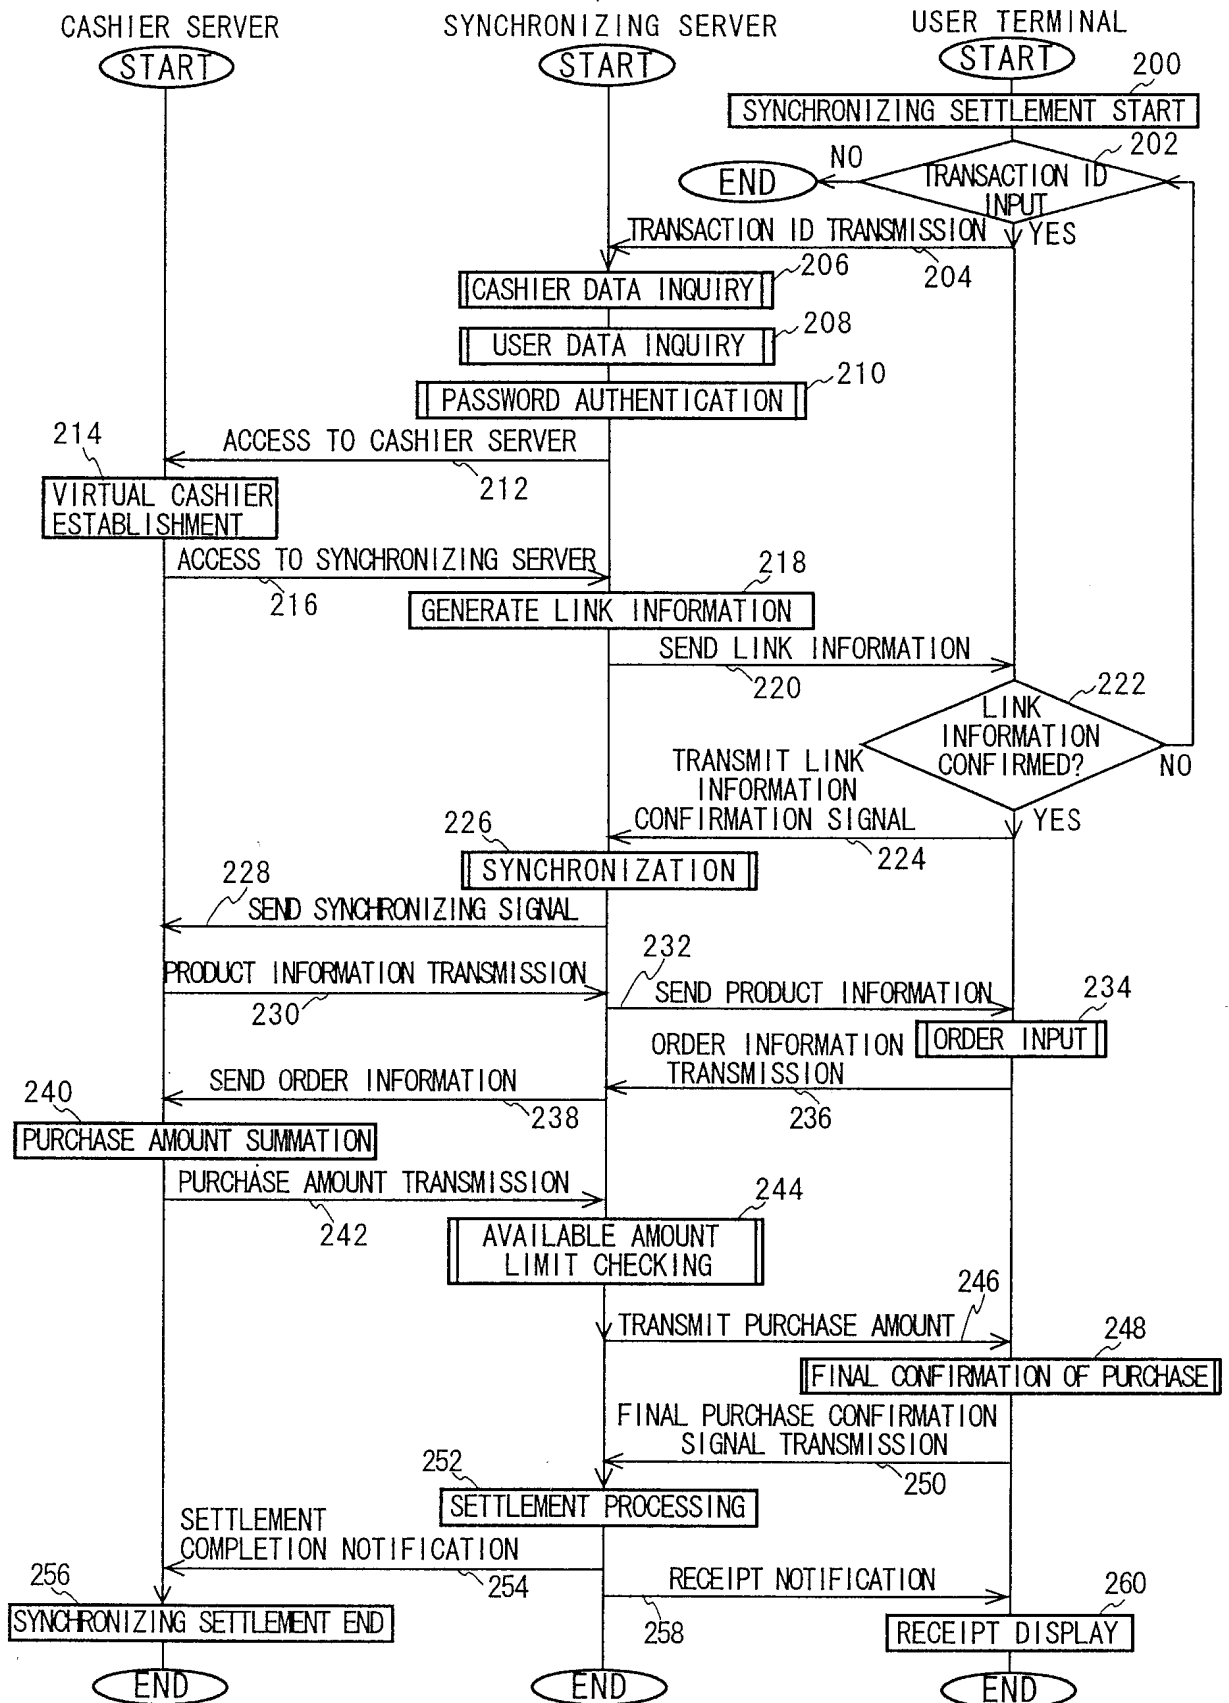 CASHIER SERVER
SYNCHRONIZING SERVER
USER TERMINAL
START
START
START
200
SYNCHRONIZING SETTLEMENT START
202
NO
END
TRANSACTION ID
INPUT
YES
TRANSACTION ID TRANSMISSION
204
206
CASHIER DATA INQUIRY
208
USER DATA INQUIRY
210
PASSWORD AUTHENTICATION
214
ACCESS TO CASHIER SERVER
212
VIRTUAL CASHIER
ESTABLISHMENT
ACCESS TO SYNCHRONIZING SERVER
216
218
GENERATE LINK INFORMATION
SEND LINK INFORMATION
220
222
LINK
INFORMATION
CONFIRMED?
NO
TRANSMIT LINK
INFORMATION
CONFIRMATION SIGNAL
YES
224
226
SYNCHRONIZATION
228
SEND SYNCHRONIZING SIGNAL
PRODUCT INFORMATION TRANSMISSION
230
232
SEND PRODUCT INFORMATION
234
ORDER INPUT
ORDER INFORMATION
TRANSMISSION
236
SEND ORDER INFORMATION
238
240
PURCHASE AMOUNT SUMMATION
PURCHASE AMOUNT TRANSMISSION
242
244
AVAILABLE AMOUNT
LIMIT CHECKING
246
TRANSMIT PURCHASE AMOUNT
248
FINAL CONFIRMATION OF PURCHASE
FINAL PURCHASE CONFIRMATION
SIGNAL TRANSMISSION
250
252
SETTLEMENT PROCESSING
SETTLEMENT
COMPLETION NOTIFICATION
254
256
SYNCHRONIZING SETTLEMENT END
RECEIPT NOTIFICATION
258
260
RECEIPT DISPLAY
END
END
END